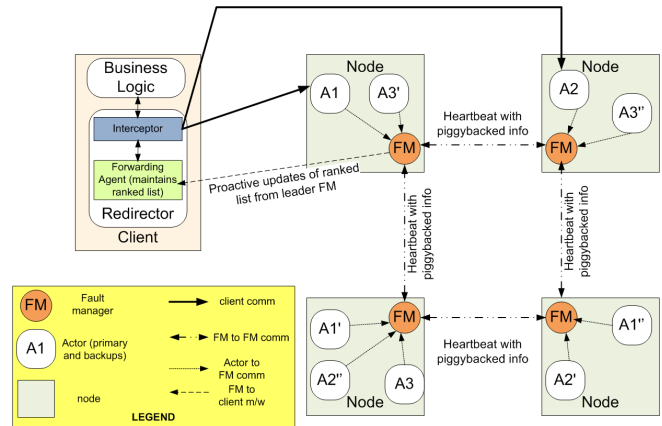 Business
Logic
Interceptor
Forwarding
Agent (maintains
ranked list)
Redirector
Client
Node
A1
A3'
FM
Heartbeat with
piggybacked info
Node
A2
A3''
FM
Proactive updates of ranked
list from leader FM
Heartbeat with
piggybacked info
Heartbeat with
piggybacked info
A1'
A2''
A3
FM
Node
Heartbeat with
piggybacked info
FM
A1''
A2'
Node
FM
Fault
manager
client comm
A1
Actor (primary
and backups)
FM to FM comm
Actor to
FM comm
node
FM to
client m/w
LEGEND